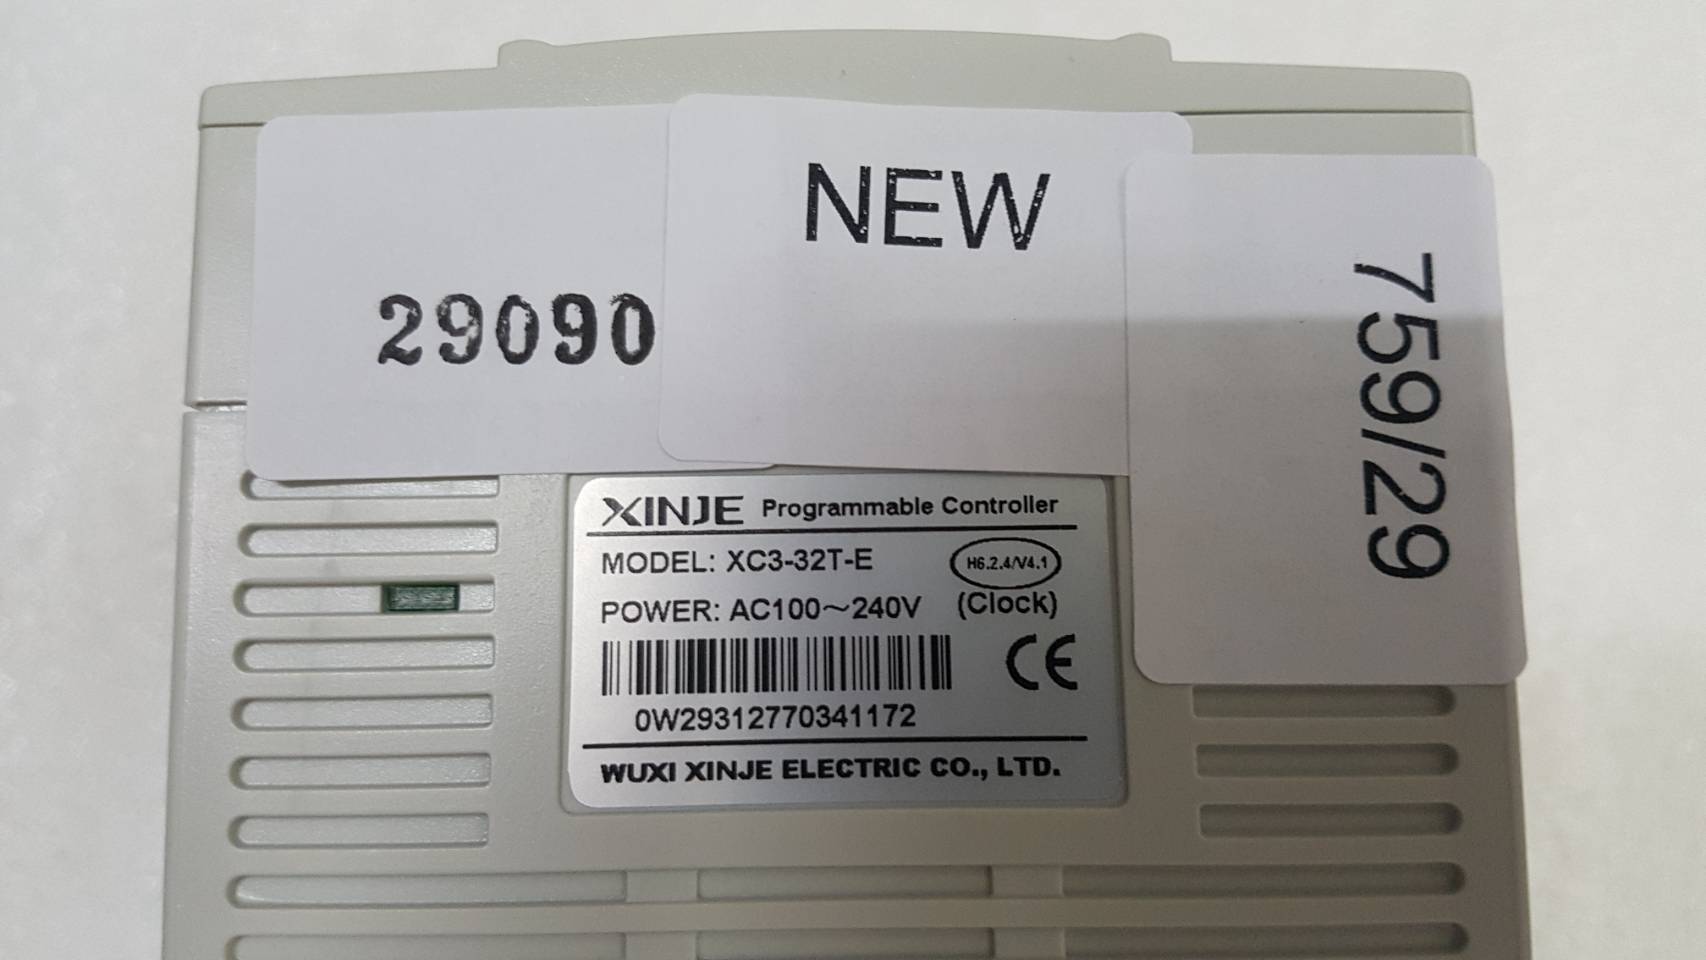 NEW
29090
759/29
XINJE Programmable Controller
MODEL: XC3-32T-E
H6.2.4/V4.1
POWER: AC100～240V
(Clock)
CE
0W29312770341172
WUXI XINJE ELECTRIC CO., LTD.